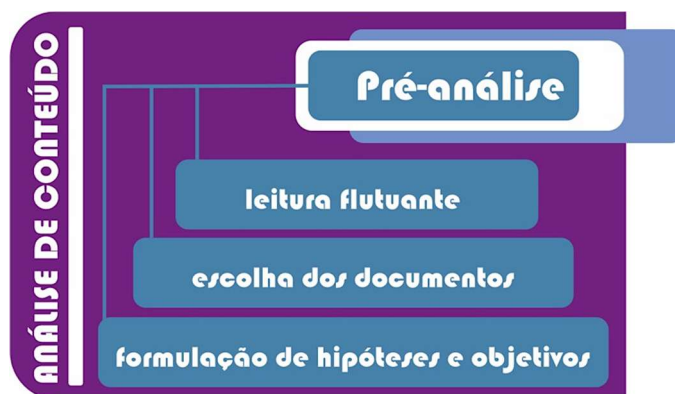 ANÁLISE DE CONTEÚDO
Pré-análise
leitura flutuante
escolha dos documentos
formulação de hipóteses e objetivos